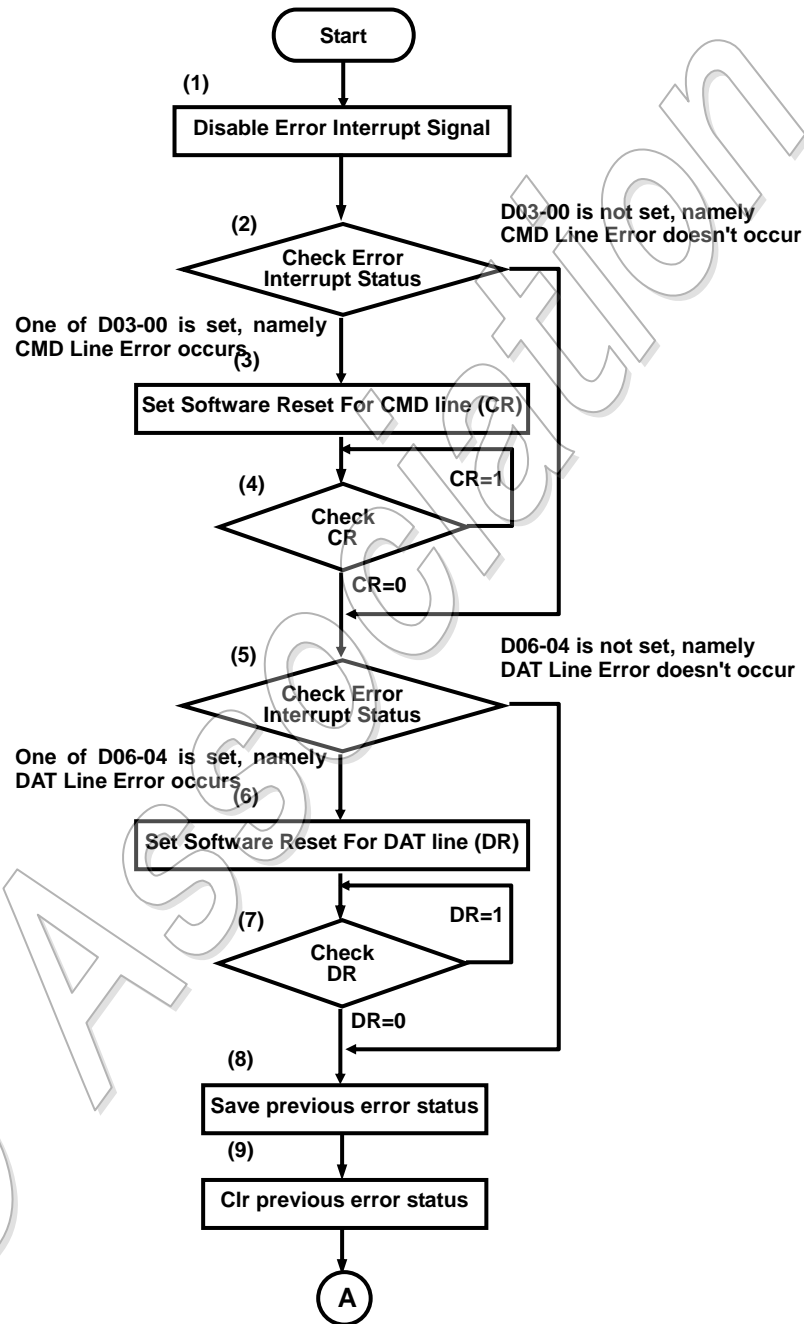 Start
(1)
Disable Error Interrupt Signal
(2)
D03-00 is not set, namely
CMD Line Error doesn't occur
Check Error
Interrupt Status
One of D03-00 is set, namely
CMD Line Error occurs
(3)
Set Software Reset For CMD line (CR)
(4)
CR=1
Check
CR
CR=0
(5)
D06-04 is not set, namely
DAT Line Error doesn't occur
Check Error
Interrupt Status
One of D06-04 is set, namely
DAT Line Error occurs
(6)
Set Software Reset For DAT line (DR)
(7)
DR=1
Check
DR
DR=0
(8)
Save previous error status
(9)
Clr previous error status
A
Association